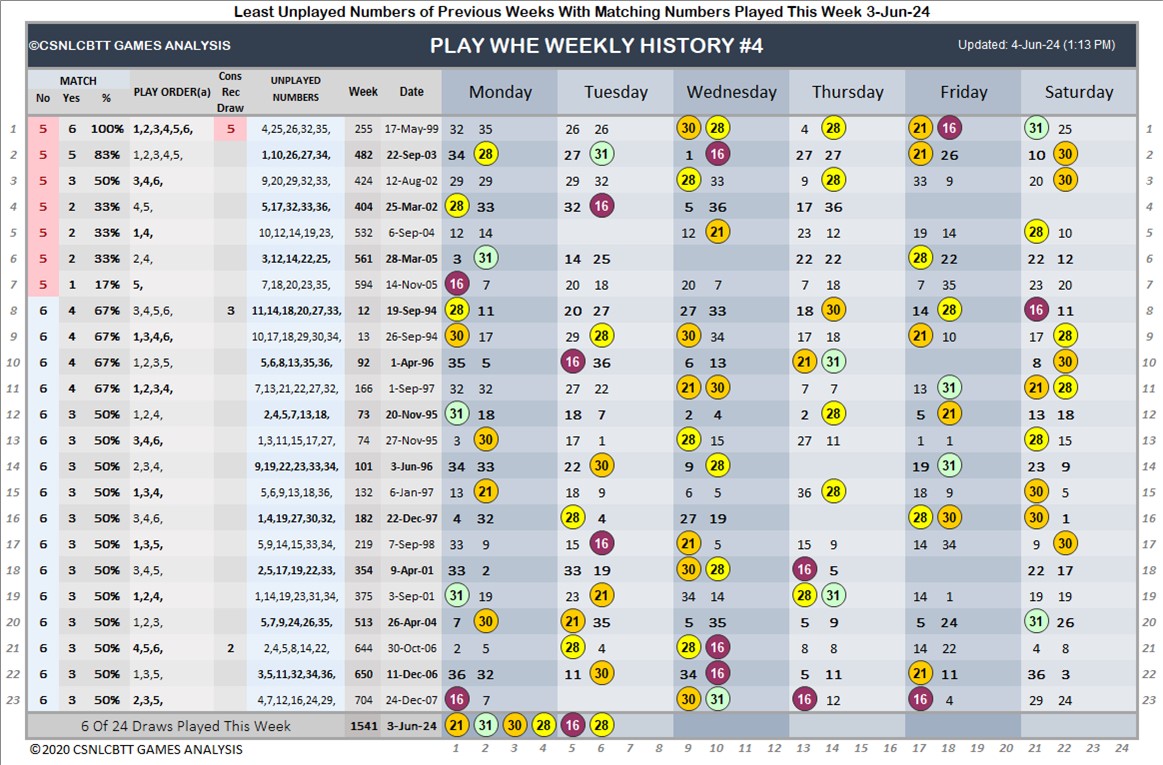 Least Unplayed Numbers of Previous Weeks With Matching Numbers Played This Week 3-Jun-24
©CSNLCBTT GAMES ANALYSIS PLAY WHE WEEKLY HISTORY #4 Updated: 4-Jun-24 (1:13 PM)
MATCH Cons UNPLAYED
No Yes % PLAY ORDER(a) Rec NUMBERS Week Date Monday Tuesday Wednesday Thursday Friday Saturday
Draw
1 5 6 100% 1,2,3,4,5,6, 5 4,25,26,32,35, 255 17-May-99 32 35 26 26 30 28 4 28 21 16 31 25 1
2 5 5 83% 1,2,3,4,5, 1,10,26,27,34, 482 22-Sep-03 34 28 27 31 1 16 27 27 21 26 10 30 2
3 5 3 50% 3,4,6, 9,20,29,32,33, 424 12-Aug-02 29 29 29 32 28 33 9 28 33 9 20 30 3
4 5 2 33% 4,5, 5,17,32,33,36, 404 25-Mar-02 28 33 32 16 5 36 17 36 4
5 5 2 33% 1,4, 10,12,14,19,23, 532 6-Sep-04 12 14 12 21 23 12 19 14 28 10 5
6 5 2 33% 2,4, 3,12,14,22,25, 561 28-Mar-05 3 31 14 25 22 22 28 22 22 12 6
7 5 1 17% 5, 7,18,20,23,35, 594 14-Nov-05 16 7 20 18 20 7 7 18 7 35 23 20 7
8 6 4 67% 3,4,5,6, 3 11,14,18,20,27,33, 12 19-Sep-94 28 11 20 27 27 33 18 30 14 28 16 11 8
9 6 4 67% 1,3,4,6, 10,17,18,29,30,34, 13 26-Sep-94 30 17 29 28 30 34 17 18 21 10 17 28 9
10 6 4 67% 1,2,3,5, 5,6,8,13,35,36, 92 1-Apr-96 35 5 16 36 6 13 21 31 8 30 10
11 6 4 67% 1,2,3,4, 7,13,21,22,27,32, 166 1-Sep-97 32 32 27 22 21 30 7 7 13 31 21 28 11
12 6 3 50% 1,2,4, 2,4,5,7,13,18, 73 20-Nov-95 31 18 18 7 2 4 2 28 5 21 13 18 12
13 6 3 50% 3,4,6, 1,3,11,15,17,27, 74 27-Nov-95 3 30 17 1 28 15 27 11 1 1 28 15 13
14 6 3 50% 2,3,4, 9,19,22,23,33,34, 101 3-Jun-96 34 33 22 30 9 28 19 31 23 9 14
15 6 3 50% 1,3,4, 5,6,9,13,18,36, 132 6-Jan-97 13 21 18 9 6 5 36 28 18 9 30 5 15
16 6 3 50% 3,4,6, 1,4,19,27,30,32, 182 22-Dec-97 4 32 28 4 27 19 28 30 30 1 16
17 6 3 50% 1,3,5, 5,9,14,15,33,34, 219 7-Sep-98 33 9 15 16 21 5 15 9 14 34 9 30 17
18 6 3 50% 3,4,5, 2,5,17,19,22,33, 354 9-Apr-01 33 2 33 19 30 28 16 5 22 17 18
19 6 3 50% 1,2,4, 1,14,19,23,31,34, 375 3-Sep-01 31 19 23 21 34 14 28 31 14 1 19 19 19
20 6 3 50% 1,2,3, 5,7,9,24,26,35, 513 26-Apr-04 7 30 21 35 5 35 5 9 5 24 31 26 20
21 6 3 50% 4,5,6, 2 2,4,5,8,14,22, 644 30-Oct-06 2 5 28 4 28 16 8 8 14 22 4 8 21
22 6 3 50% 1,3,5, 3,5,11,32,34,36, 650 11-Dec-06 36 32 11 30 34 16 5 11 21 11 36 3 22
23 6 3 50% 2,3,5, 4,7,12,16,24,29, 704 24-Dec-07 16 7 30 31 16 12 16 4 29 24 23
6 Of 24 Draws Played This Week 1541 3-Jun-24 21 31 30 28 16 28
© 2020 CSNLCBTT GAMES ANALYSIS 1 2 3 4 5 6 7 8 9 10 11 12 13 14 15 16 17 18 19 20 21 22 23 24